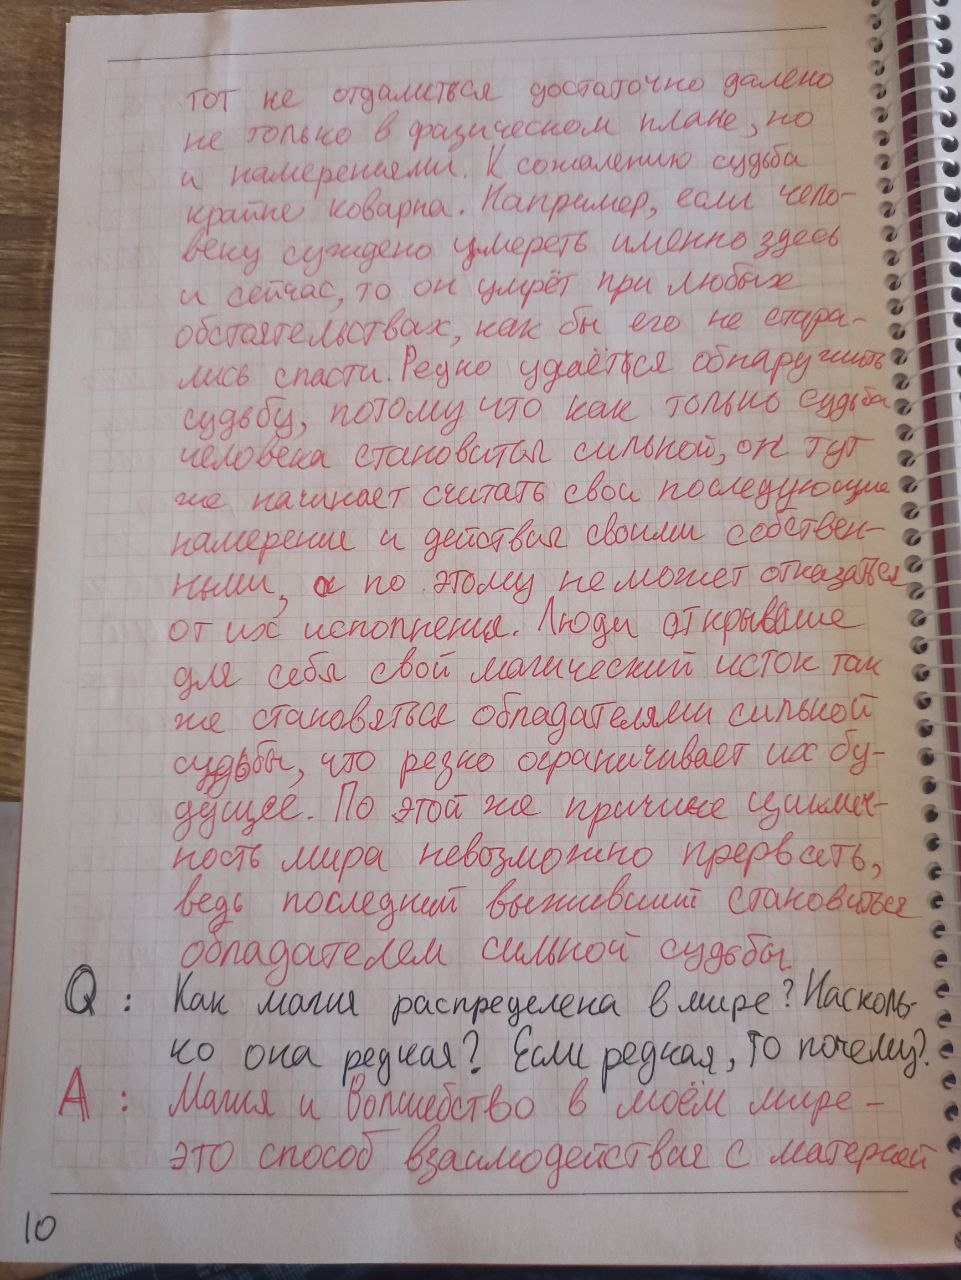 тот не отдалиться достаточно далеко
не только в физическом плане, но
и намерениями. К сожалению судьба
крайне коварна. Например, если чело-
веку суждено умереть именно здесь
и сейчас, то он умрёт при любых
обстоятельствах, как бы его не стара-
лись спасти. Редко удаётся обнаружить
судьбу, потому что как только судьба
человека становиться сильной, он тут
же начинает считать свои последующие
намерения и действия своими собствен-
ными, а по этому не может отказаться
от их исполнения. Люди открывшие
для себя свой магический исток так
же становяться обладателями сильной
судьбы, что резко ограничивает их бу-
дущее. По этой же причине циклич-
ность мира невозможно прервать,
ведь последний выживший становиться
обладателем сильной судьбы
Q: Как магия распределена в мире? Насколь-
ко она редкая? Если редкая, то почему?
A: Магия и Волшебство в моём мире -
это способ взаимодействия с материей
10